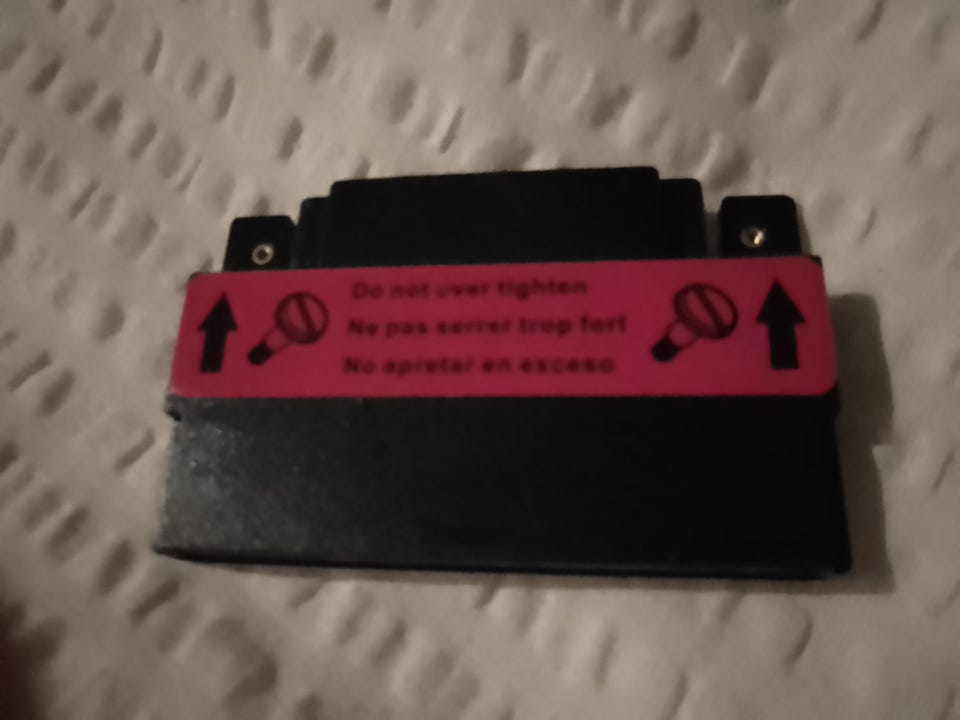 Do not over tighten
Ne pas serrer trop fort
No apretar en exceso